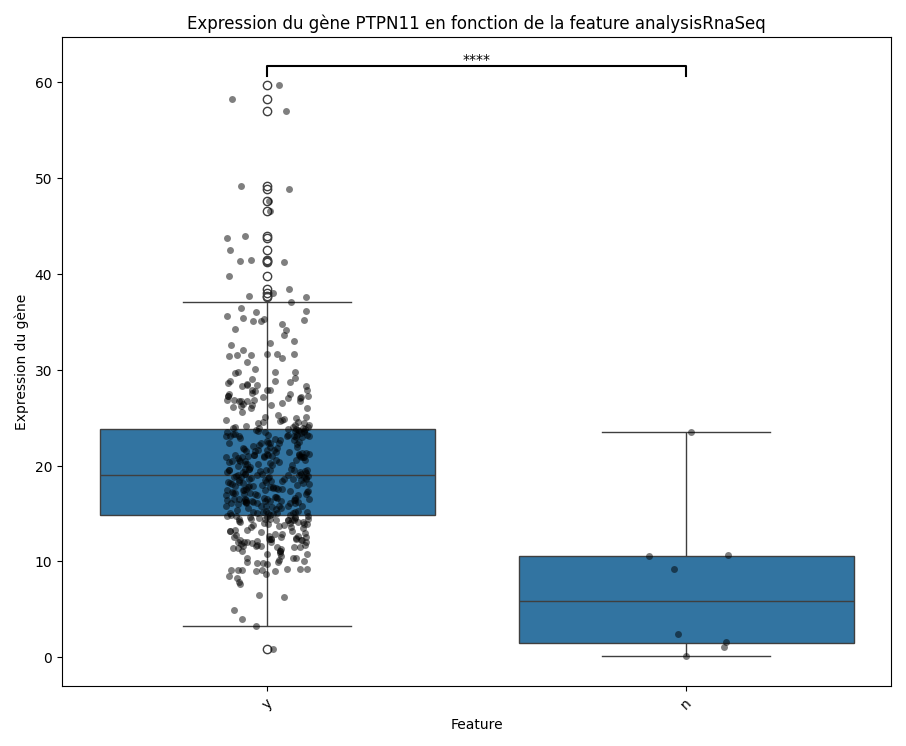 Expression du gène PTPN11 en fonction de la feature analysisRnaSeq
****
60
50
40
30
20
10
0
Expression du gène
y
n
Feature